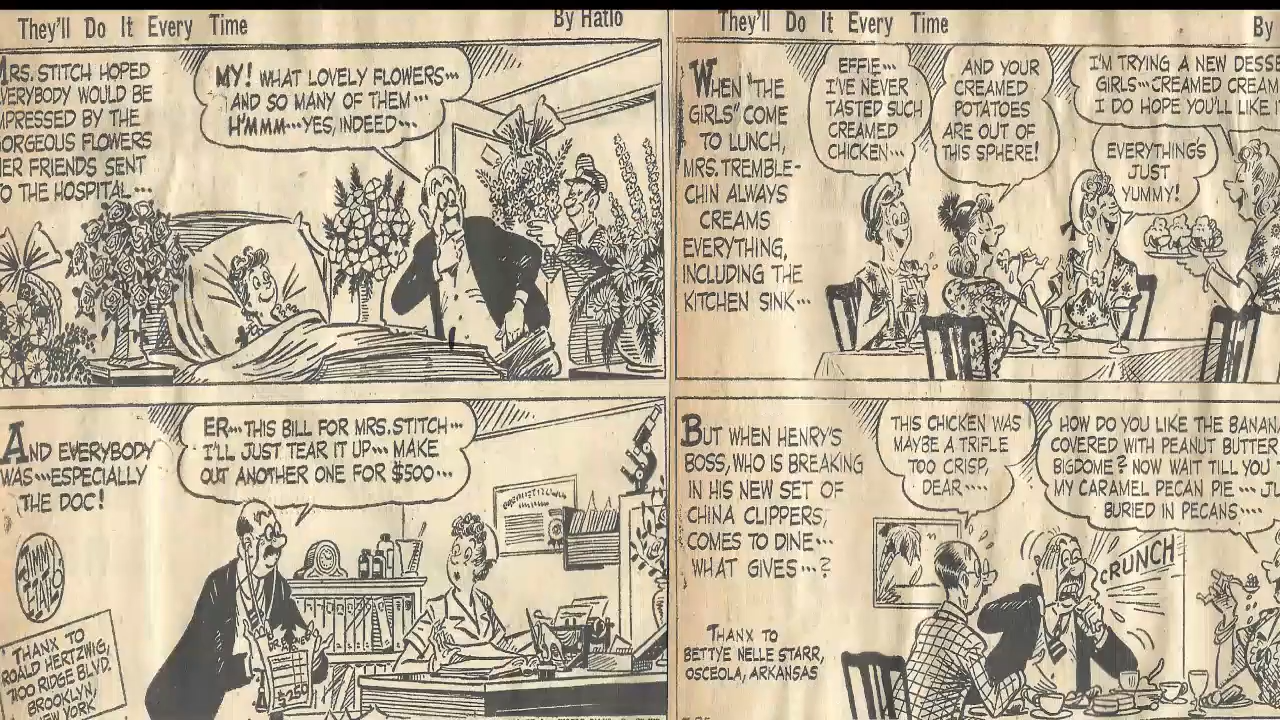 They'll Do It Every Time
By Hatlo
MRS. STITCH HOPED
EVERYBODY WOULD BE
IMPRESSED BY THE
GORGEOUS FLOWERS
HER FRIENDS SENT
TO THE HOSPITAL...
MY! WHAT LOVELY FLOWERS...
AND SO MANY OF THEM...
H'MMM...YES, INDEED...
AND EVERYBODY
WAS...ESPECIALLY
THE DOC!
ER...THIS BILL FOR MRS. STITCH...
I'LL JUST TEAR IT UP... MAKE
OUT ANOTHER ONE FOR $500...
$250
JIMMY
HATLO
THANX TO
ROALD HERTZWIG,
7100 RIDGE BLVD.
BROOKLYN,
NEW YORK
They'll Do It Every Time
By
WHEN "THE
GIRLS" COME
TO LUNCH,
MRS. TREMBLE-
CHIN ALWAYS
CREAMS
EVERYTHING,
INCLUDING THE
KITCHEN SINK...
EFFIE...
I'VE NEVER
TASTED SUCH
CREAMED
CHICKEN...
AND YOUR
CREAMED
POTATOES
ARE OUT OF
THIS SPHERE!
I'M TRYING A NEW DESSE
GIRLS...CREAMED CREAM
I DO HOPE YOU'LL LIKE
EVERYTHING'S
JUST
YUMMY!
BUT WHEN HENRY'S
BOSS, WHO IS BREAKING
IN HIS NEW SET OF
CHINA CLIPPERS,
COMES TO DINE...
WHAT GIVES...?
THIS CHICKEN WAS
MAYBE A TRIFLE
TOO CRISP,
DEAR....
HOW DO YOU LIKE THE BANAN
COVERED WITH PEANUT BUTTER
BIGDOME? NOW WAIT TILL YOU
MY CARAMEL PECAN PIE...JU
BURIED IN PECANS....
CRUNCH
THANX TO
BETTYE NELLE STARR,
OSCEOLA, ARKANSAS